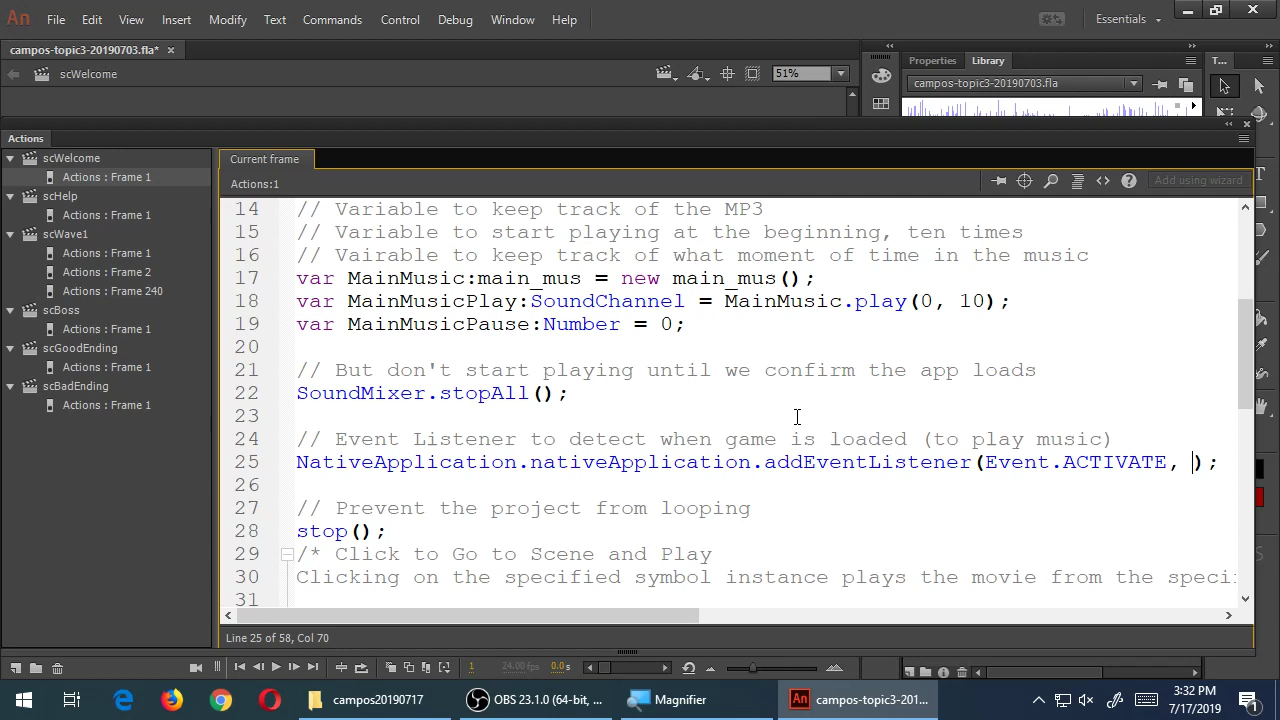 An File Edit View Insert Modify Text Commands Control Debug Window Help Essentials
campos-topic3-20190703.fla* ×
scWelcome 51%
Properties Library T...
campos-topic3-20190703.fla
Actions
scWelcome
Actions : Frame 1
scHelp
Actions : Frame 1
scWave1
Actions : Frame 1
Actions : Frame 2
Actions : Frame 240
scBoss
Actions : Frame 1
scGoodEnding
Actions : Frame 1
scBadEnding
Actions : Frame 1
Current frame
Actions:1 Add using wizard
14 // Variable to keep track of the MP3
15 // Variable to start playing at the beginning, ten times
16 // Vairable to keep track of what moment of time in the music
17 var MainMusic:main_mus = new main_mus();
18 var MainMusicPlay:SoundChannel = MainMusic.play(0, 10);
19 var MainMusicPause:Number = 0;
20
21 // But don't start playing until we confirm the app loads
22 SoundMixer.stopAll();
23
24 // Event Listener to detect when game is loaded (to play music)
25 NativeApplication.nativeApplication.addEventListener(Event.ACTIVATE, );
26
27 // Prevent the project from looping
28 stop();
29 /* Click to Go to Scene and Play
30 Clicking on the specified symbol instance plays the movie from the speci
31
Line 25 of 58, Col 70
1 24.00 fps 0.0 s
campos20190717 OBS 23.1.0 (64-bit, ... Magnifier An campos-topic3-201...
3:32 PM
7/17/2019
1